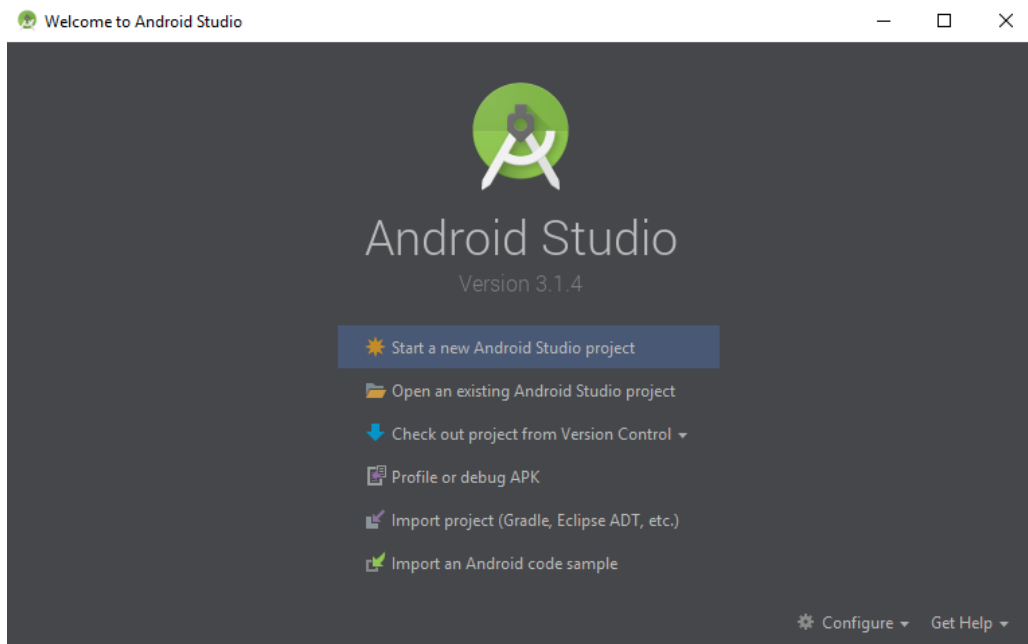 Welcome to Android Studio
Android Studio
Version 3.1.4
Start a new Android Studio project
Open an existing Android Studio project
Check out project from Version Control
Profile or debug APK
Import project (Gradle, Eclipse ADT, etc.)
Import an Android code sample
Configure Get Help